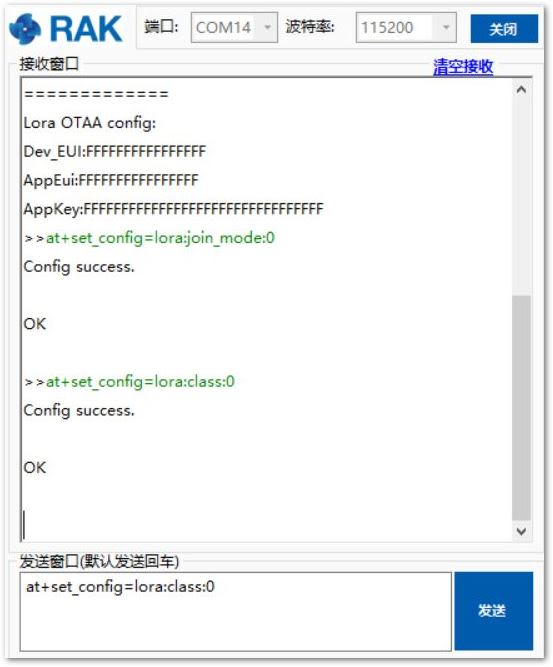 RAK 端口: COM14 波特率: 115200 关闭
接收窗口 清空接收
=============
Lora OTAA config:
Dev_EUI:FFFFFFFFFFFFFFFF
AppEui:FFFFFFFFFFFFFFFF
AppKey:FFFFFFFFFFFFFFFFFFFFFFFFFFFFFFFF
>>at+set_config=lora:join_mode:0
Config success.
OK
>>at+set_config=lora:class:0
Config success.
OK
发送窗口(默认发送回车)
at+set_config=lora:class:0
发送